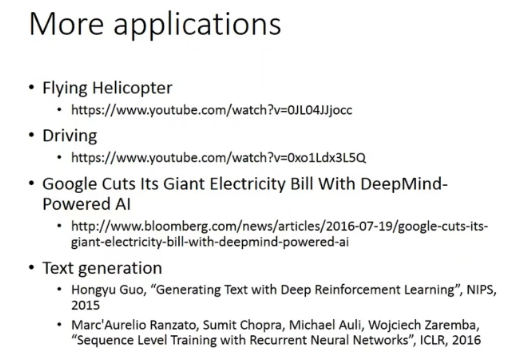 More applications
• Flying Helicopter
• https://www.youtube.com/watch?v=0JL04JJjocc
• Driving
• https://www.youtube.com/watch?v=0xo1Ldx3L5Q
• Google Cuts Its Giant Electricity Bill With DeepMind-
Powered AI
• http://www.bloomberg.com/news/articles/2016-07-19/google-cuts-its-
giant-electricity-bill-with-deepmind-powered-ai
• Text generation
• Hongyu Guo, “Generating Text with Deep Reinforcement Learning”, NIPS,
2015
• Marc'Aurelio Ranzato, Sumit Chopra, Michael Auli, Wojciech Zaremba,
“Sequence Level Training with Recurrent Neural Networks”, ICLR, 2016